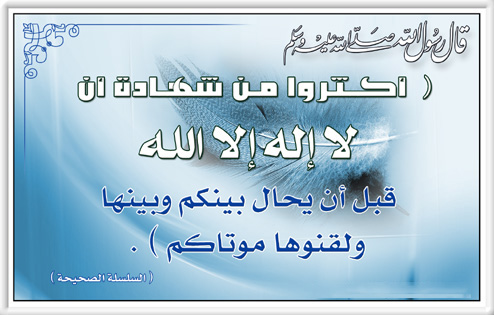 قال رسول الله صلى الله عليه وسلم
( أكثروا من شهادة أن
لا إله إلا الله
قبل أن يحال بينكم وبينها
ولقنوها موتاكم ) .
( السلسلة الصحيحة )